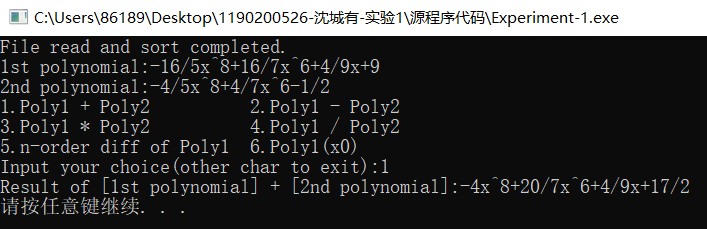 C:\Users\86189\Desktop\1190200526-沈城有-实验1\源程序代码\Experiment-1.exe
File read and sort completed.
1st polynomial:-16/5x^8+16/7x^6+4/9x+9
2nd polynomial:-4/5x^8+4/7x^6-1/2
1.Poly1 + Poly2 2.Poly1 - Poly2
3.Poly1 * Poly2 4.Poly1 / Poly2
5.n-order diff of Poly1 6.Poly1(x0)
Input your choice(other char to exit):1
Result of [1st polynomial] + [2nd polynomial]:-4x^8+20/7x^6+4/9x+17/2
请按任意键继续. . .